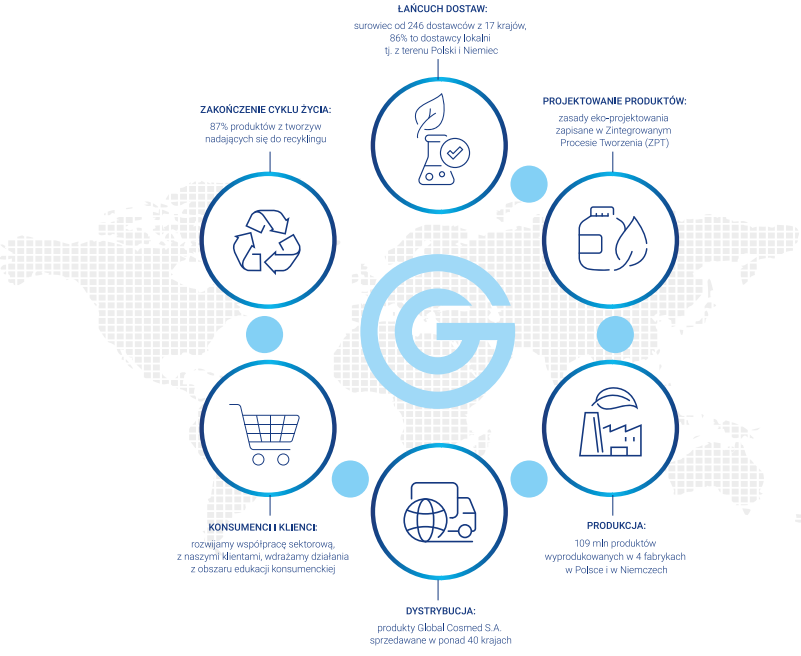 ŁAŃCUCH DOSTAW:
surowiec od 246 dostawców z 17 krajów,
86% to dostawcy lokalni
tj. z terenu Polski i Niemiec
PROJEKTOWANIE PRODUKTÓW:
zasady eko-projektowania
zapisane w Zintegrowanym
Procesie Tworzenia (ZPT)
PRODUKCJA:
109 mln produktów
wyprodukowanych w 4 fabrykach
w Polsce i w Niemczech
DYSTRYBUCJA:
produkty Global Cosmed S.A.
sprzedawane w ponad 40 krajach
KONSUMENCI I KLIENCI:
rozwijamy współpracę sektorową,
z naszymi klientami, wdrażamy działania
z obszaru edukacji konsumenckiej
ZAKOŃCZENIE CYKLU ŻYCIA:
87% produktów z tworzyw
nadających się do recyklingu